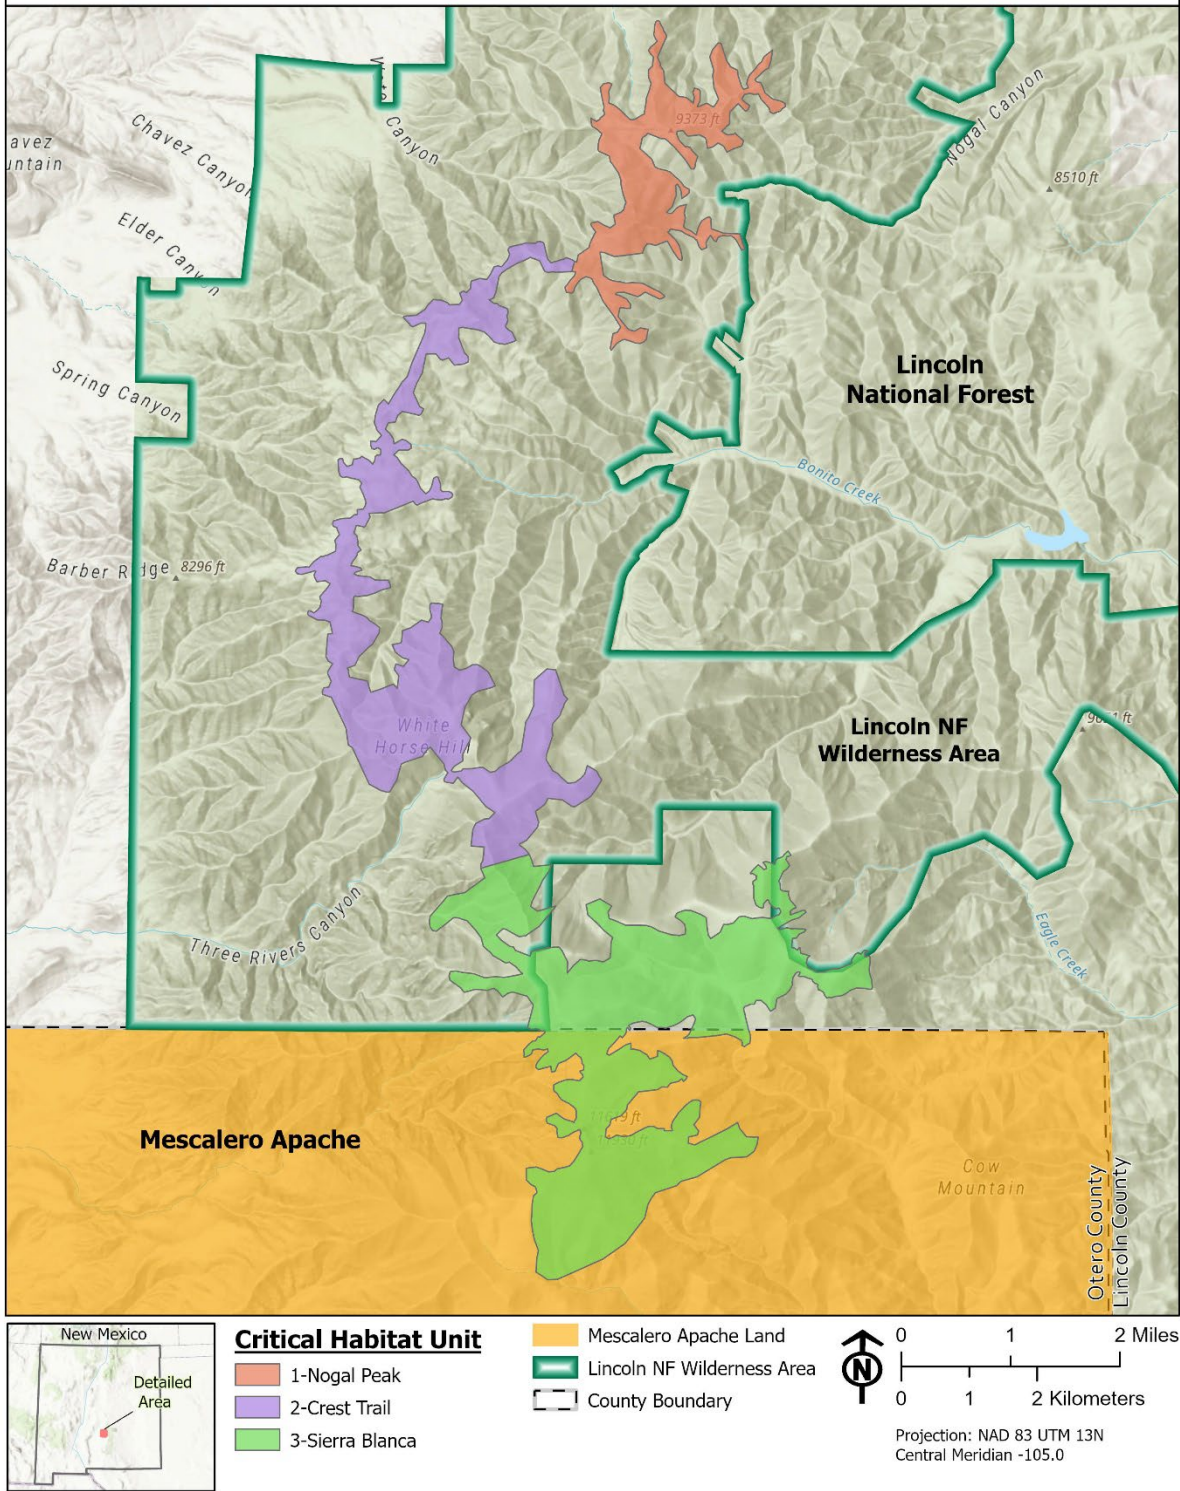 Nogal Canyon
Canyon
9373 ft
Chavez Canyon
avez
untain
8510 ft
Elder Canyon
Lincoln
National Forest
Spring Canyon
Bonito Creek
Barber Ridge
8296 ft
White
Horse Hill
Lincoln NF
Wilderness Area
Three Rivers Canyon
Eagle Creek
Mescalero Apache
Cow
Mountain
Otero County
Lincoln County
New Mexico
Detailed
Area
Critical Habitat Unit
1-Nogal Peak
2-Crest Trail
3-Sierra Blanca
Mescalero Apache Land
Lincoln NF Wilderness Area
County Boundary
N
0 1 2 Miles
0 1 2 Kilometers
Projection: NAD 83 UTM 13N
Central Meridian -105.0